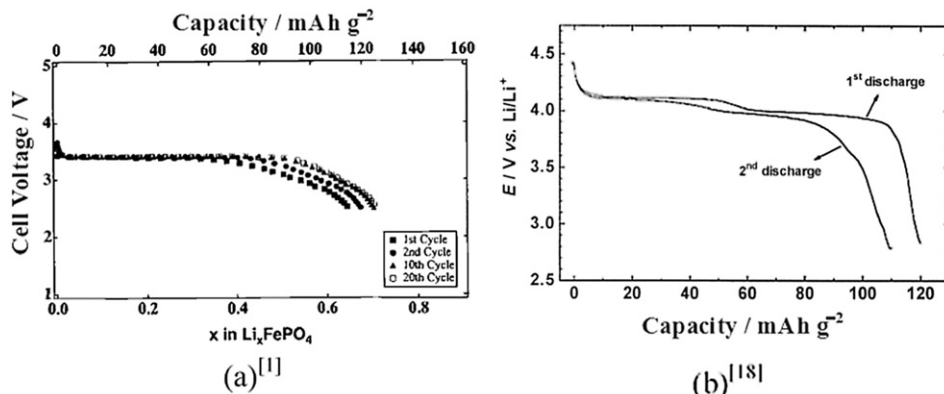 Capacity / mAh g⁻²
0 20 40 60 80 100 120 140 160
Cell Voltage / V
5
4
3
2
1
1st Cycle
2nd Cycle
10th Cycle
20th Cycle
0.0 0.2 0.4 0.6 0.8
x in LiₓFePO₄
(a)[1]
E / V vs. Li/Li⁺
4.5
4.0
3.5
3.0
2.5
1st discharge
2nd discharge
0 20 40 60 80 100 120
Capacity / mAh g⁻²
(b)[18]